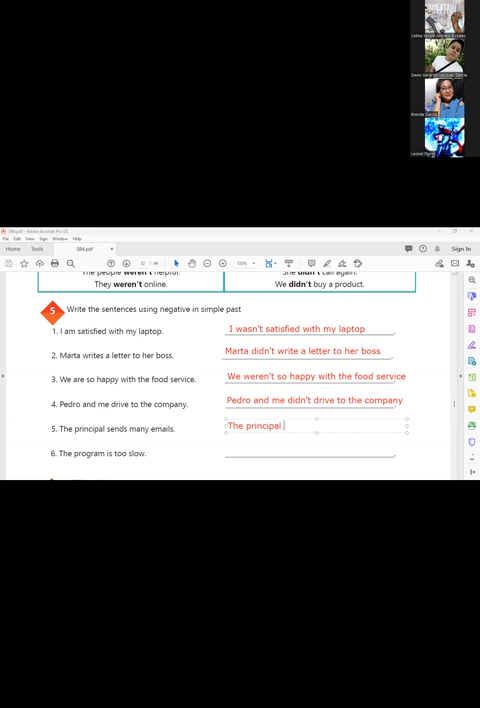 Celina Yamileth Alvarado Rosales
Denis Gerardo Vasquez Garcia
Brenda Garcia
Leonel Flores
SB4.pdf - Adobe Acrobat Pro DC
File Edit View Sign Window Help
Home Tools SB4.pdf × Sign In
32 / 49 150%
The people weren't helpful. She didn't call again.
They weren't online. We didn't buy a product.
5 Write the sentences using negative in simple past
1. I am satisfied with my laptop. I wasn't satisfied with my laptop.
2. Marta writes a letter to her boss. Marta didn't write a letter to her boss.
3. We are so happy with the food service. We weren't so happy with the food service
4. Pedro and me drive to the company. Pedro and me didn't drive to the company.
5. The principal sends many emails. The principal
6. The program is too slow. .